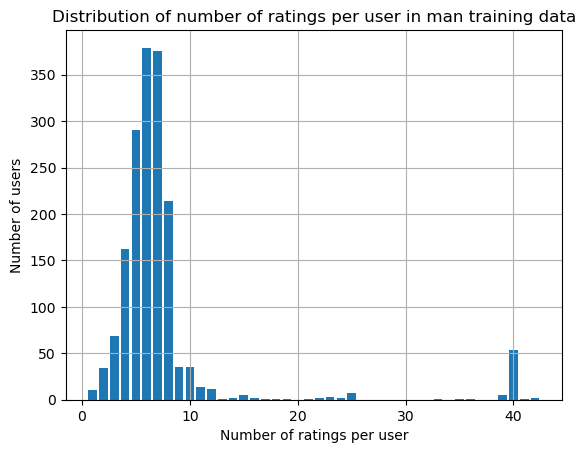 Distribution of number of ratings per user in man training data
350
300
250
200
150
100
50
0
Number of users
0 10 20 30 40
Number of ratings per user